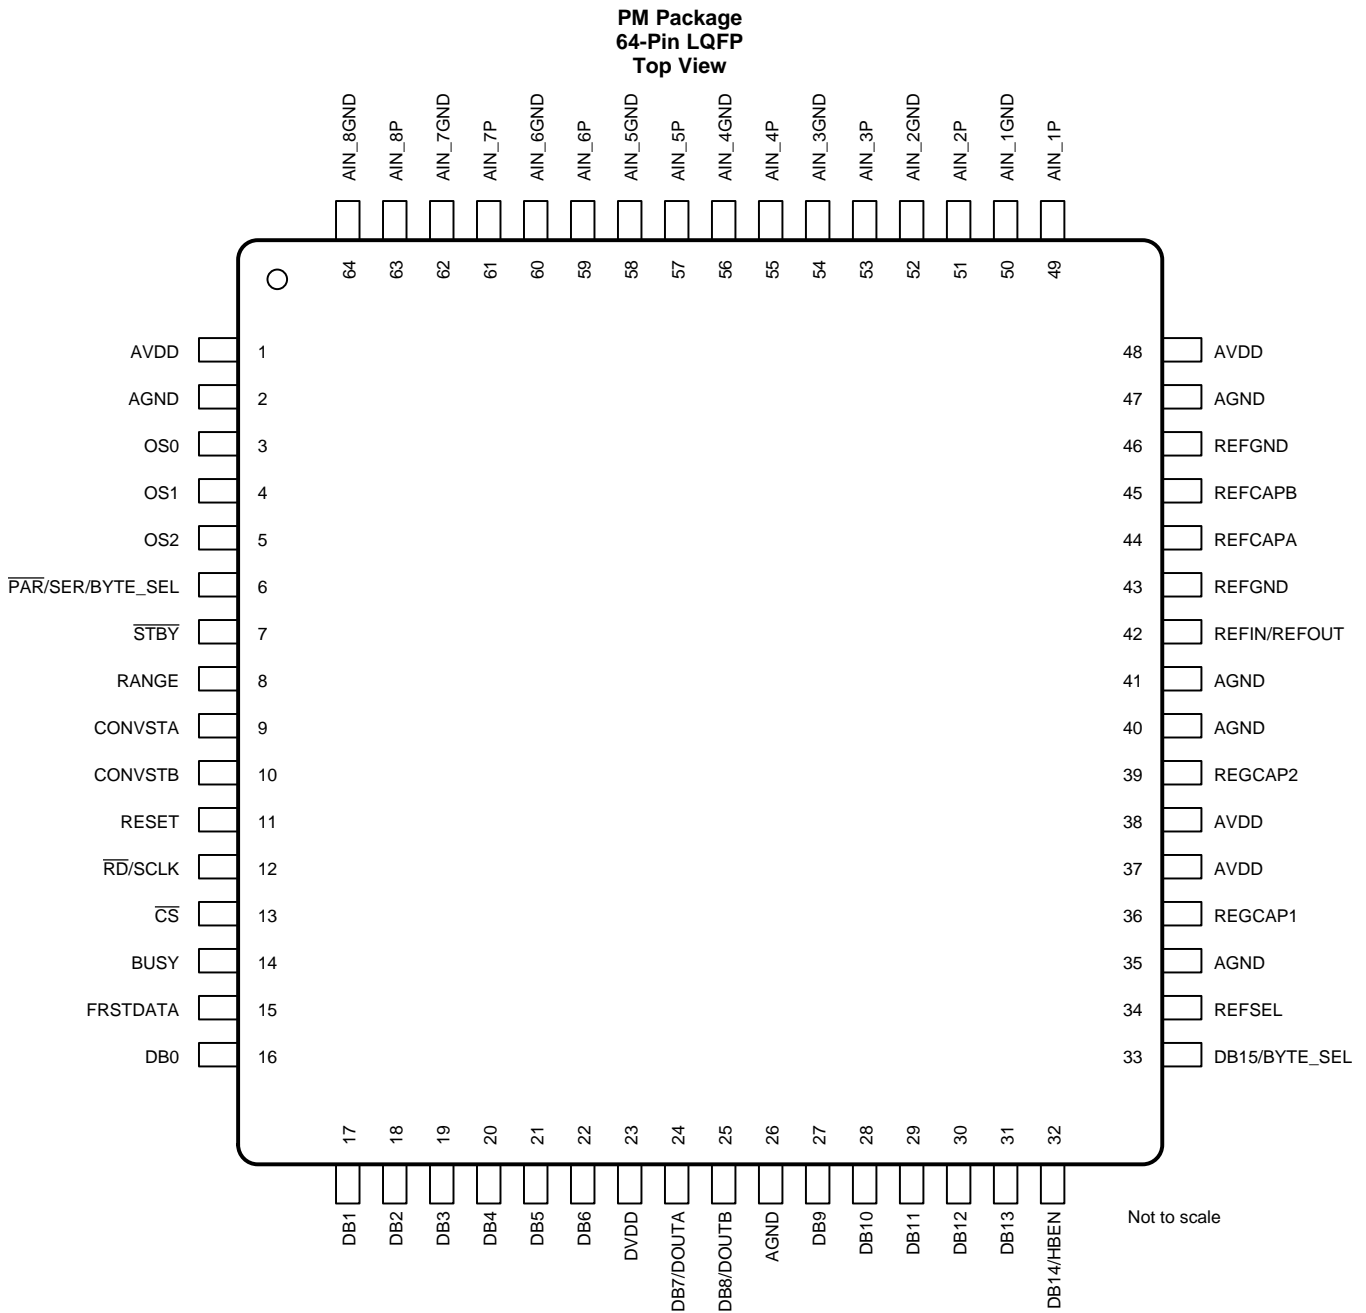 PM Package
64-Pin LQFP
Top View
AIN_8GND
AIN_8P
AIN_7GND
AIN_7P
AIN_6GND
AIN_6P
AIN_5GND
AIN_5P
AIN_4GND
AIN_4P
AIN_3GND
AIN_3P
AIN_2GND
AIN_2P
AIN_1GND
AIN_1P
64
63
62
61
60
59
58
57
56
55
54
53
52
51
50
49
AVDD 1
AGND 2
OS0 3
OS1 4
OS2 5
P̅A̅R̅/SER/BYTE_SEL 6
S̅T̅B̅Y̅ 7
RANGE 8
CONVSTA 9
CONVSTB 10
RESET 11
R̅D̅/SCLK 12
C̅S̅ 13
BUSY 14
FRSTDATA 15
DB0 16
48 AVDD
47 AGND
46 REFGND
45 REFCAPB
44 REFCAPA
43 REFGND
42 REFIN/REFOUT
41 AGND
40 AGND
39 REGCAP2
38 AVDD
37 AVDD
36 REGCAP1
35 AGND
34 REFSEL
33 DB15/BYTE_SEL
17
18
19
20
21
22
23
24
25
26
27
28
29
30
31
32
DB1
DB2
DB3
DB4
DB5
DB6
DVDD
DB7/DOUTA
DB8/DOUTB
AGND
DB9
DB10
DB11
DB12
DB13
DB14/HBEN
Not to scale